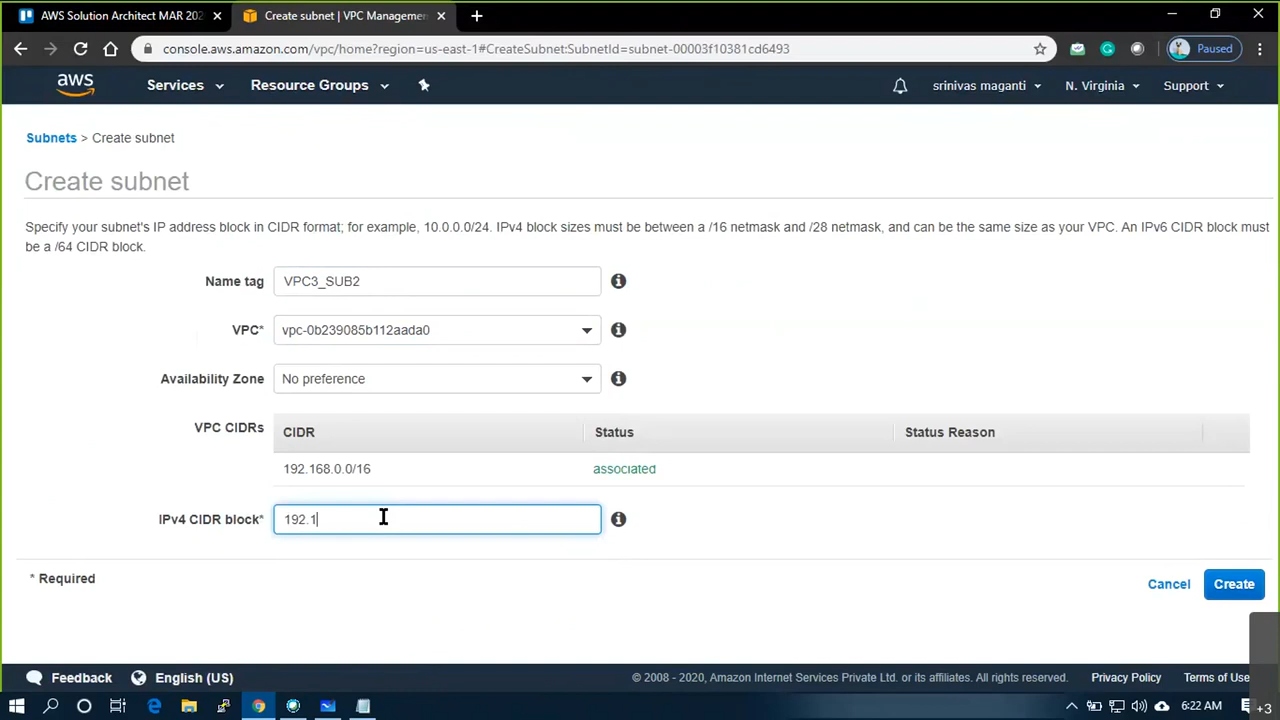 AWS Solution Architect MAR 202
Create subnet | VPC Managemen
console.aws.amazon.com/vpc/home?region=us-east-1#CreateSubnet:SubnetId=subnet-00003f10381cd6493
Paused
aws
Services
Resource Groups
srinivas maganti
N. Virginia
Support
Subnets > Create subnet
Create subnet
Specify your subnet's IP address block in CIDR format; for example, 10.0.0.0/24. IPv4 block sizes must be between a /16 netmask and /28 netmask, and can be the same size as your VPC. An IPv6 CIDR block must
be a /64 CIDR block.
Name tag
VPC3_SUB2
VPC*
vpc-0b239085b112aada0
Availability Zone
No preference
VPC CIDRs
CIDR
Status
Status Reason
192.168.0.0/16
associated
IPv4 CIDR block*
192.1
* Required
Cancel
Create
Feedback
English (US)
© 2008 - 2020, Amazon Internet Services Private Ltd. or its affiliates. All rights reserved.
Privacy Policy
Terms of Use
6:22 AM
+3